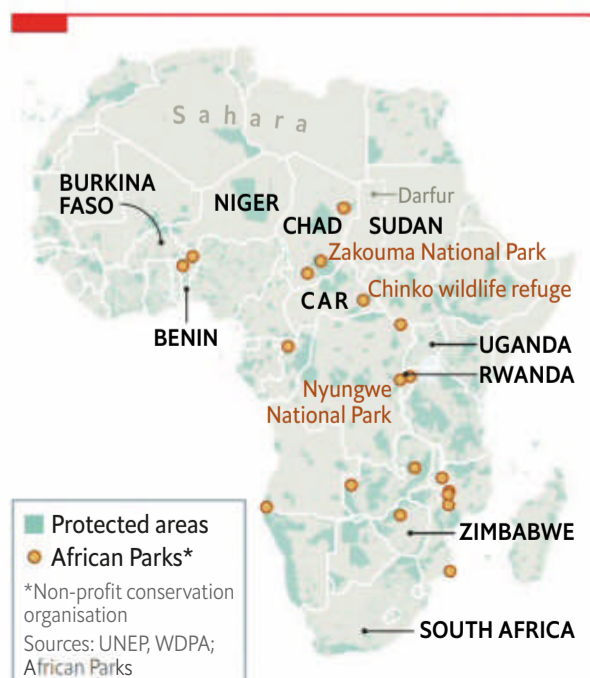 Sahara
BURKINA
FASO
NIGER
Darfur
CHAD
SUDAN
Zakouma National Park
Chinko wildlife refuge
CAR
BENIN
UGANDA
RWANDA
Nyungwe
National Park
Protected areas
African Parks*
*Non-profit conservation
organisation
Sources: UNEP, WDPA;
African Parks
ZIMBABWE
SOUTH AFRICA